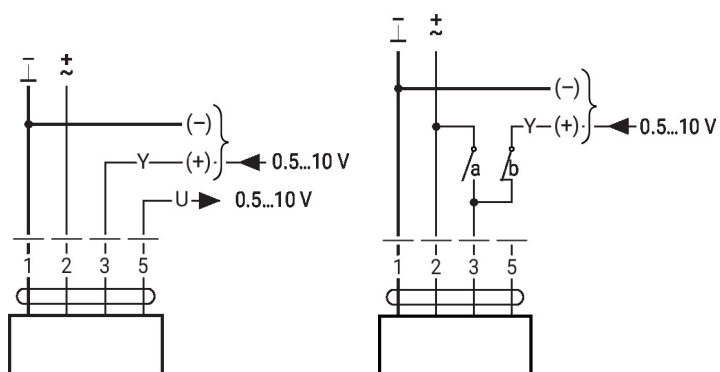 − +
⊥ ~
(−)
Y (+) 0.5...10 V
U 0.5...10 V
1 2 3 5
− +
⊥ ~
(−)
Y (+) 0.5...10 V
a b
1 2 3 5